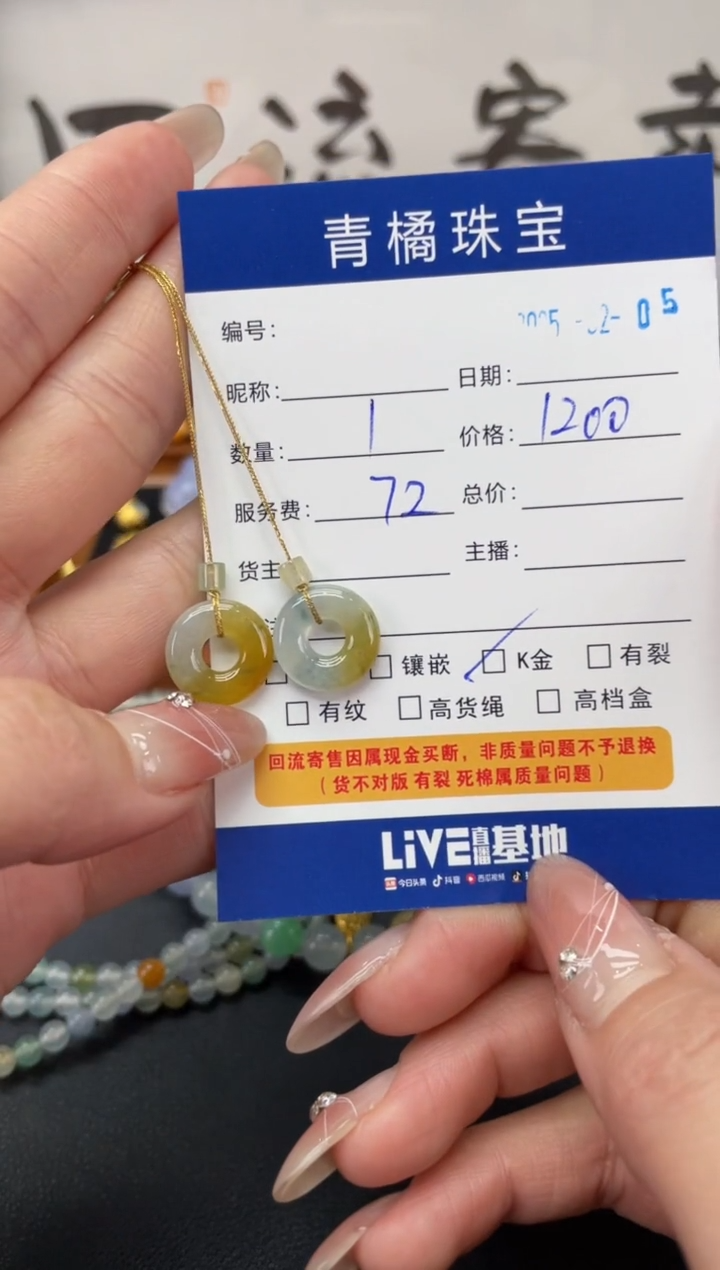 流客
青橘珠宝
编号：
05
昵称： 日期：
数量： 1 价格： 1200
服务费： 72 总价：
货主 主播：
□镶嵌 □K金 □有裂
□有纹 □高货绳 □高档盒
回流寄售因属现金买断，非质量问题不予退换
（货不对版 有裂 死棉属质量问题）
LiVE直播基地
今日头条 抖音 西瓜视频